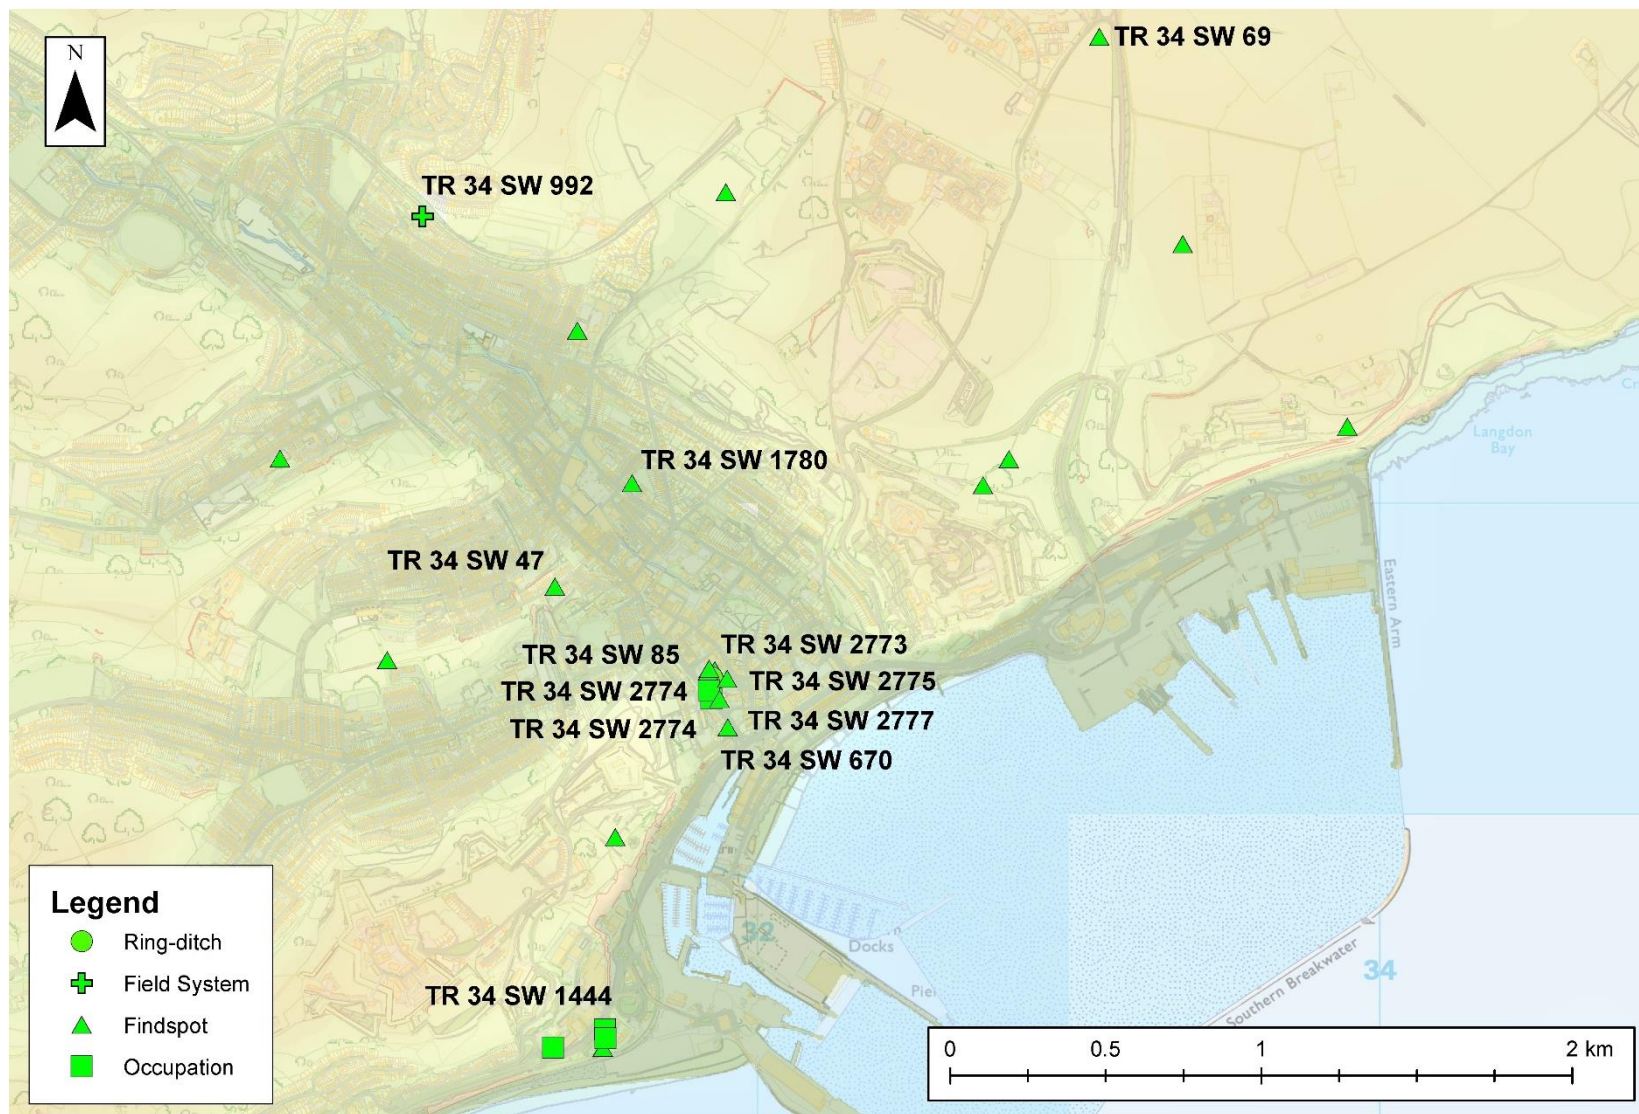 N
TR 34 SW 69
TR 34 SW 992
Langdon
Bay
TR 34 SW 1780
TR 34 SW 47
Eastern Arm
TR 34 SW 2773
TR 34 SW 85
TR 34 SW 2775
TR 34 SW 2774
TR 34 SW 2777
TR 34 SW 2774
TR 34 SW 670
Legend
Ring-ditch
Field System
Findspot
Occupation
32
Docks
34
Southern Breakwater
TR 34 SW 1444
0 0.5 1 2 km